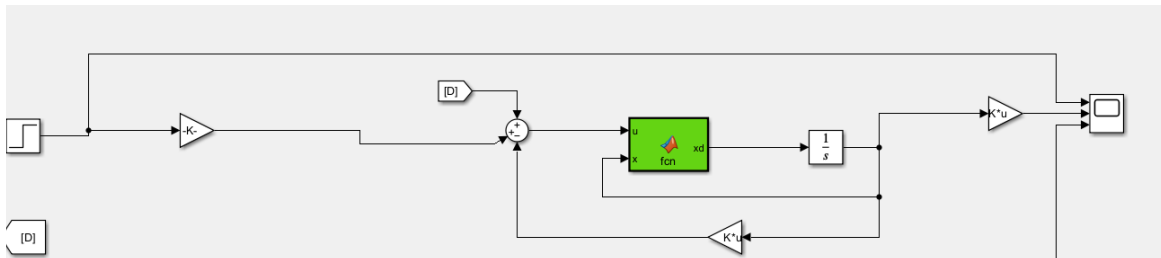 [D]
K*u
-K-
+
+
−
u
x
xd
fcn
1
s
[D]
K*u